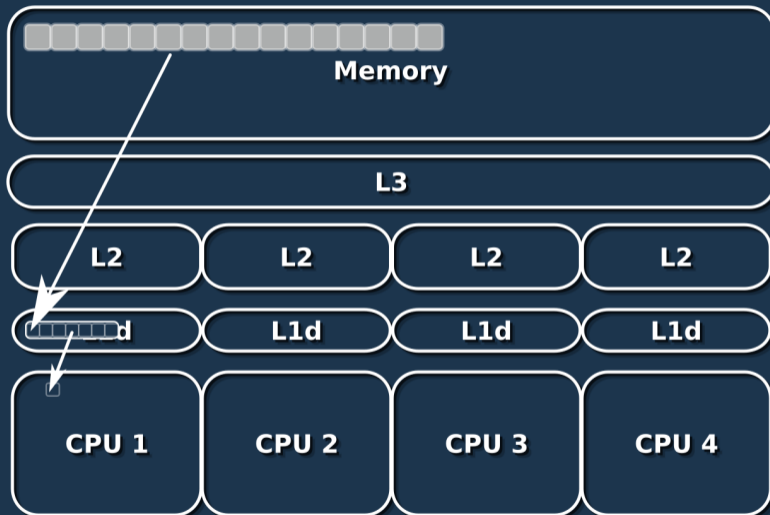 Memory
L3
L2 L2 L2 L2
L1d L1d L1d
CPU 1 CPU 2 CPU 3 CPU 4